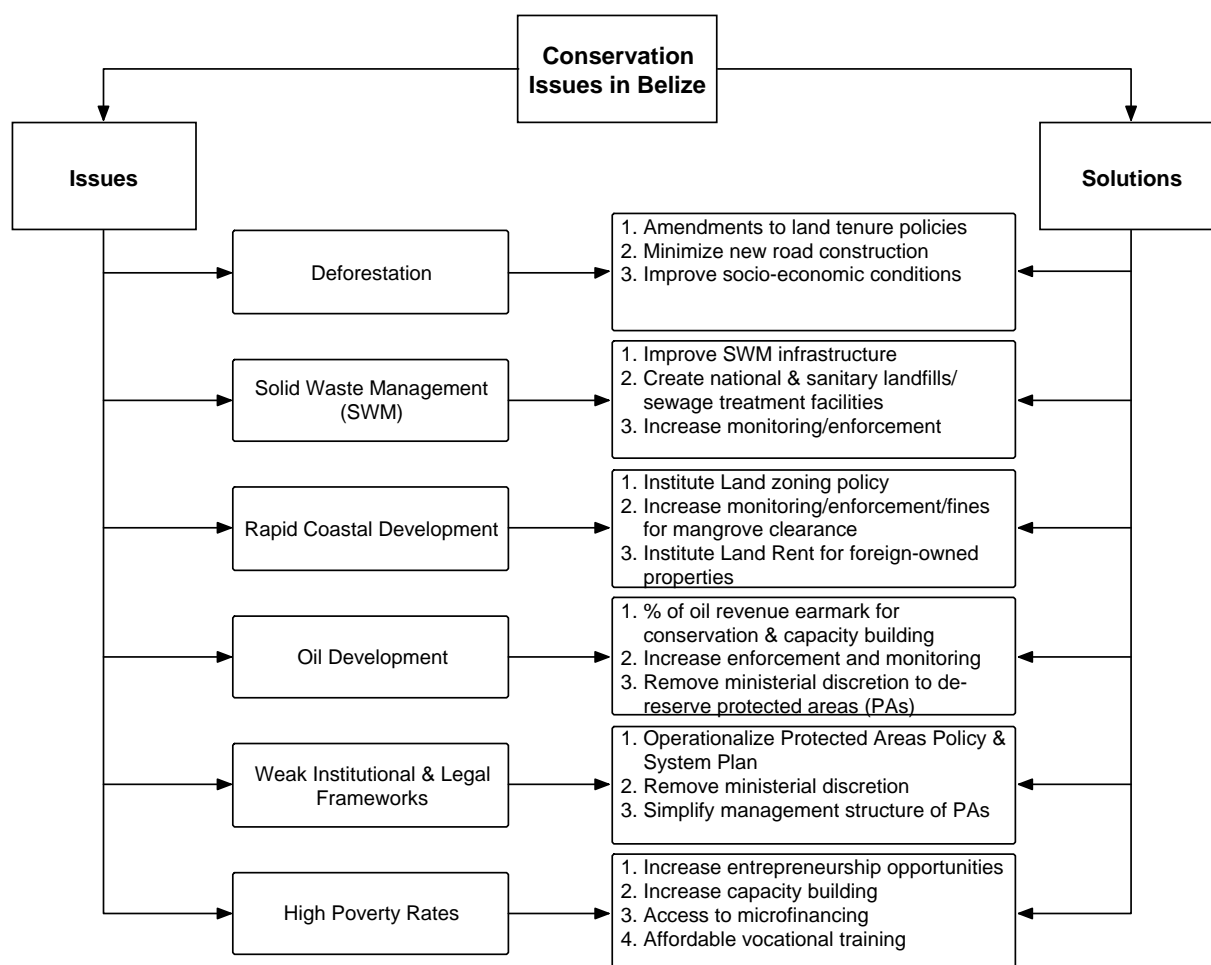 Conservation
Issues in Belize
Issues
Solutions
Deforestation
1. Amendments to land tenure policies
2. Minimize new road construction
3. Improve socio-economic conditions
Solid Waste Management
(SWM)
1. Improve SWM infrastructure
2. Create national & sanitary landfills/
sewage treatment facilities
3. Increase monitoring/enforcement
Rapid Coastal Development
1. Institute Land zoning policy
2. Increase monitoring/enforcement/fines
for mangrove clearance
3. Institute Land Rent for foreign-owned
properties
Oil Development
1. % of oil revenue earmark for
conservation & capacity building
2. Increase enforcement and monitoring
3. Remove ministerial discretion to de-
reserve protected areas (PAs)
Weak Institutional & Legal
Frameworks
1. Operationalize Protected Areas Policy &
System Plan
2. Remove ministerial discretion
3. Simplify management structure of PAs
High Poverty Rates
1. Increase entrepreneurship opportunities
2. Increase capacity building
3. Access to microfinancing
4. Affordable vocational training